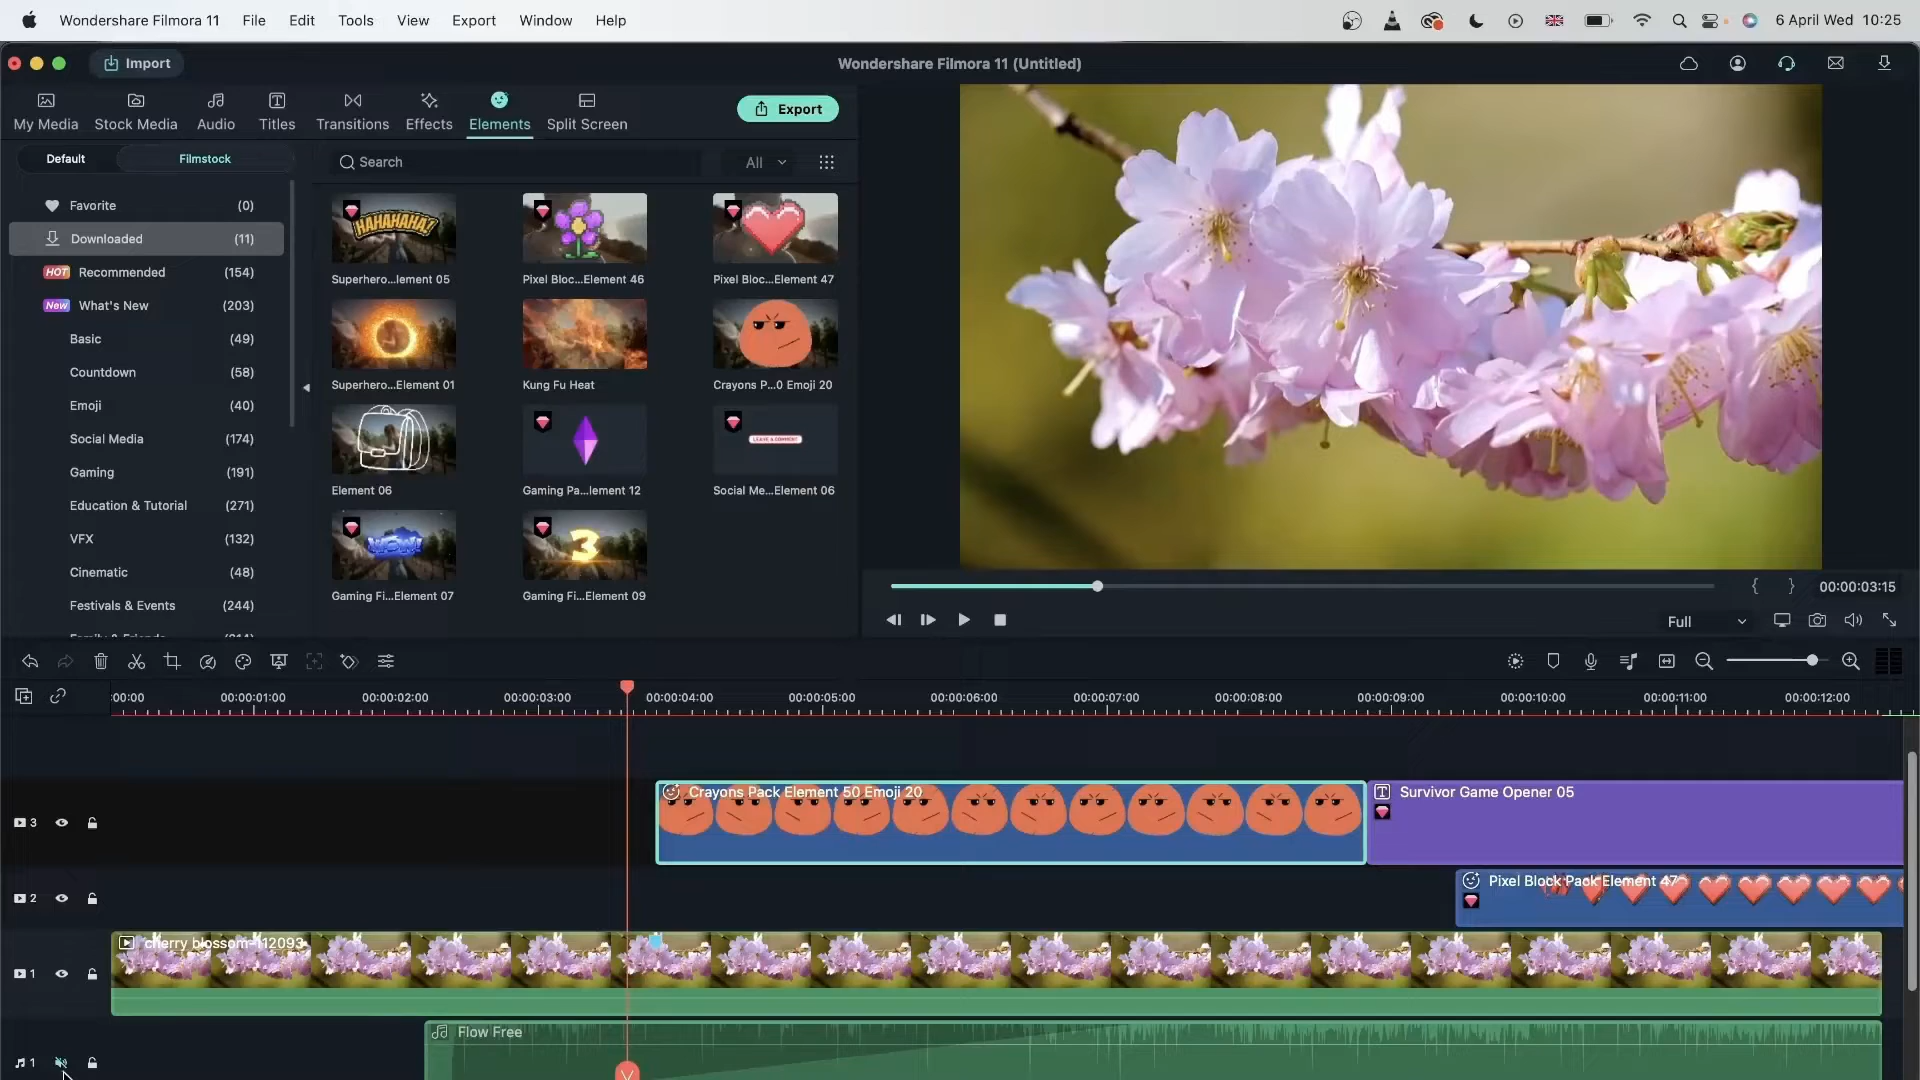 Wondershare Filmora 11 File Edit Tools View Export Window Help
6 April Wed 10:25
Import
Wondershare Filmora 11 (Untitled)
My Media Stock Media Audio Titles Transitions Effects Elements Split Screen
Export
Default Filmstock
Search
All
Favorite (0)
Downloaded (11)
HOT Recommended (154)
New What's New (203)
Basic (49)
Countdown (58)
Emoji (40)
Social Media (174)
Gaming (191)
Education & Tutorial (271)
VFX (132)
Cinematic (48)
Festivals & Events (244)
HAHAHAHA!
Superhero...lement 05 Pixel Bloc...Element 46 Pixel Bloc...Element 47
Superhero...Element 01 Kung Fu Heat Crayons P...0 Emoji 20
LEAVE A COMMENT
Element 06 Gaming Pa...lement 12 Social Me...Element 06
WOW!
3
Gaming Fi...Element 07 Gaming Fi...Element 09
{ } 00:00:03:15
Full
:00:00 00:00:01:00 00:00:02:00 00:00:03:00 00:00:04:00 00:00:05:00 00:00:06:00 00:00:07:00 00:00:08:00 00:00:09:00 00:00:10:00 00:00:11:00 00:00:12:00
3
Crayons Pack Element 50 Emoji 20
Survivor Game Opener 05
2
Pixel Block Pack Element 47
1
cherry blossom-112093
1
Flow Free